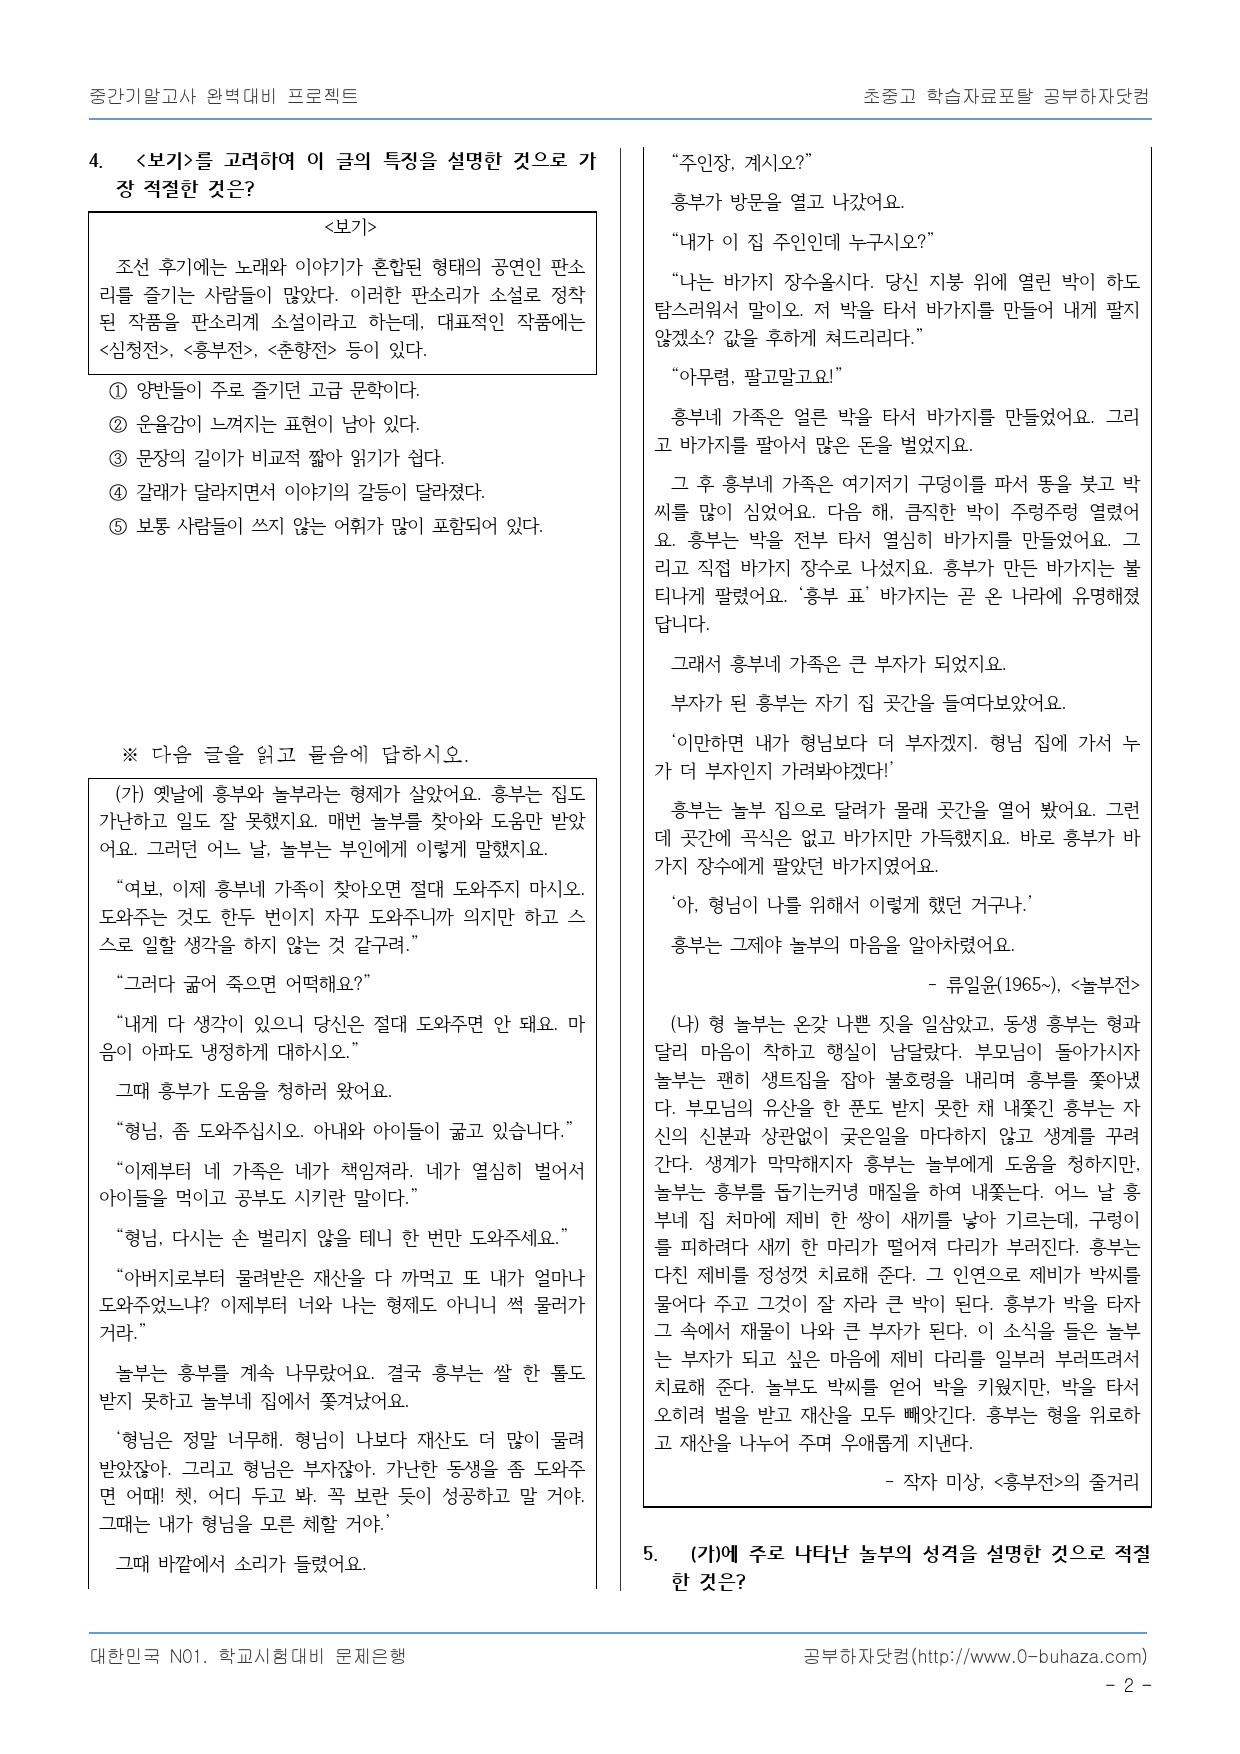 중간기말고사 완벽대비 프로젝트
초중고 학습자료포탈 공부하자닷컴
4. <보기>를 고려하여 이 글의 특징을 설명한 것으로 가
장 적절한 것은?
<보기>
조선 후기에는 노래와 이야기가 혼합된 형태의 공연인 판소
리를 즐기는 사람들이 많았다. 이러한 판소리가 소설로 정착
된 작품을 판소리계 소설이라고 하는데, 대표적인 작품에는
<심청전>, <흥부전>, <춘향전> 등이 있다.
① 양반들이 주로 즐기던 고급 문학이다.
② 운율감이 느껴지는 표현이 남아 있다.
③ 문장의 길이가 비교적 짧아 읽기가 쉽다.
④ 갈래가 달라지면서 이야기의 갈등이 달라졌다.
⑤ 보통 사람들이 쓰지 않는 어휘가 많이 포함되어 있다.
※ 다음 글을 읽고 물음에 답하시오.
(가) 옛날에 흥부와 놀부라는 형제가 살았어요. 흥부는 집도
가난하고 일도 잘 못했지요. 매번 놀부를 찾아와 도움만 받았
어요. 그러던 어느 날, 놀부는 부인에게 이렇게 말했지요.
“여보, 이제 흥부네 가족이 찾아오면 절대 도와주지 마시오.
도와주는 것도 한두 번이지 자꾸 도와주니까 의지만 하고 스
스로 일할 생각을 하지 않는 것 같구려.”
“그러다 굶어 죽으면 어떡해요?”
“내게 다 생각이 있으니 당신은 절대 도와주면 안 돼요. 마
음이 아파도 냉정하게 대하시오.”
그때 흥부가 도움을 청하러 왔어요.
“형님, 좀 도와주십시오. 아내와 아이들이 굶고 있습니다.”
“이제부터 네 가족은 네가 책임져라. 네가 열심히 벌어서
아이들을 먹이고 공부도 시키란 말이다.”
“형님, 다시는 손 벌리지 않을 테니 한 번만 도와주세요.”
“아버지로부터 물려받은 재산을 다 까먹고 또 내가 얼마나
도와주었느냐? 이제부터 너와 나는 형제도 아니니 썩 물러가
거라.”
놀부는 흥부를 계속 나무랐어요. 결국 흥부는 쌀 한 톨도
받지 못하고 놀부네 집에서 쫓겨났어요.
‘형님은 정말 너무해. 형님이 나보다 재산도 더 많이 물려
받았잖아. 그리고 형님은 부자잖아. 가난한 동생을 좀 도와주
면 어때! 쳇, 어디 두고 봐. 꼭 보란 듯이 성공하고 말 거야.
그때는 내가 형님을 모른 체할 거야.’
그때 바깥에서 소리가 들렸어요.
“주인장, 계시오?”
흥부가 방문을 열고 나갔어요.
“내가 이 집 주인인데 누구시오?”
“나는 바가지 장수올시다. 당신 지붕 위에 열린 박이 하도
탐스러워서 말이오. 저 박을 타서 바가지를 만들어 내게 팔지
않겠소? 값을 후하게 쳐드리리다.”
“아무렴, 팔고말고요!”
흥부네 가족은 얼른 박을 타서 바가지를 만들었어요. 그리
고 바가지를 팔아서 많은 돈을 벌었지요.
그 후 흥부네 가족은 여기저기 구덩이를 파서 똥을 붓고 박
씨를 많이 심었어요. 다음 해, 큼직한 박이 주렁주렁 열렸어
요. 흥부는 박을 전부 타서 열심히 바가지를 만들었어요. 그
리고 직접 바가지 장수로 나섰지요. 흥부가 만든 바가지는 불
티나게 팔렸어요. ‘흥부 표’ 바가지는 곧 온 나라에 유명해졌
답니다.
그래서 흥부네 가족은 큰 부자가 되었지요.
부자가 된 흥부는 자기 집 곳간을 들여다보았어요.
‘이만하면 내가 형님보다 더 부자겠지. 형님 집에 가서 누
가 더 부자인지 가려봐야겠다!’
흥부는 놀부 집으로 달려가 몰래 곳간을 열어 봤어요. 그런
데 곳간에 곡식은 없고 바가지만 가득했지요. 바로 흥부가 바
가지 장수에게 팔았던 바가지였어요.
‘아, 형님이 나를 위해서 이렇게 했던 거구나.’
흥부는 그제야 놀부의 마음을 알아차렸어요.
- 류일윤(1965~), <놀부전>
(나) 형 놀부는 온갖 나쁜 짓을 일삼았고, 동생 흥부는 형과
달리 마음이 착하고 행실이 남달랐다. 부모님이 돌아가시자
놀부는 괜히 생트집을 잡아 불호령을 내리며 흥부를 쫓아냈
다. 부모님의 유산을 한 푼도 받지 못한 채 내쫓긴 흥부는 자
신의 신분과 상관없이 궂은일을 마다하지 않고 생계를 꾸려
간다. 생계가 막막해지자 흥부는 놀부에게 도움을 청하지만,
놀부는 흥부를 돕기는커녕 매질을 하여 내쫓는다. 어느 날 흥
부네 집 처마에 제비 한 쌍이 새끼를 낳아 기르는데, 구렁이
를 피하려다 새끼 한 마리가 떨어져 다리가 부러진다. 흥부는
다친 제비를 정성껏 치료해 준다. 그 인연으로 제비가 박씨를
물어다 주고 그것이 잘 자라 큰 박이 된다. 흥부가 박을 타자
그 속에서 재물이 나와 큰 부자가 된다. 이 소식을 들은 놀부
는 부자가 되고 싶은 마음에 제비 다리를 일부러 부러뜨려서
치료해 준다. 놀부도 박씨를 얻어 박을 키웠지만, 박을 타서
오히려 벌을 받고 재산을 모두 빼앗긴다. 흥부는 형을 위로하
고 재산을 나누어 주며 우애롭게 지낸다.
- 작자 미상, <흥부전>의 줄거리
5. (가)에 주로 나타난 놀부의 성격을 설명한 것으로 적절
한 것은?
대한민국 N01. 학교시험대비 문제은행
공부하자닷컴(http://www.0-buhaza.com)
- 2 -